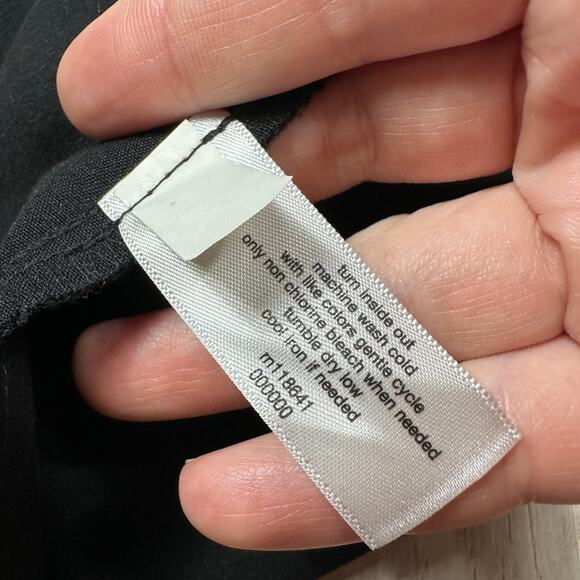 turn inside out
machine wash cold
with like colors gentle cycle
only non chlorine bleach when needed
tumble dry low
cool iron if needed
m118641
000000